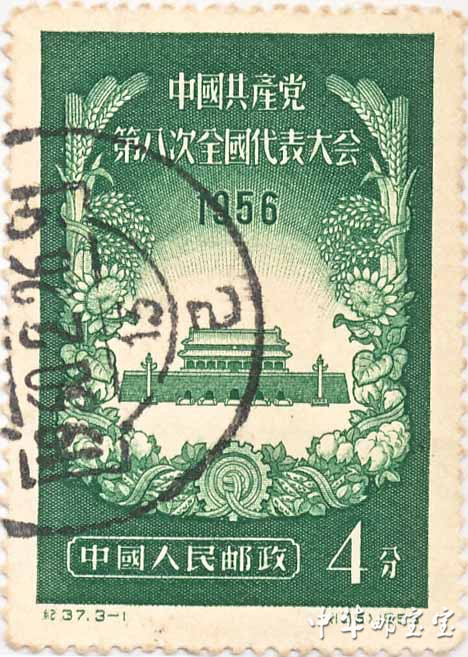 中國共產党
第八次全國代表大会
1956
中國人民邮政
4分
紀37.3-1
中华邮宝宝